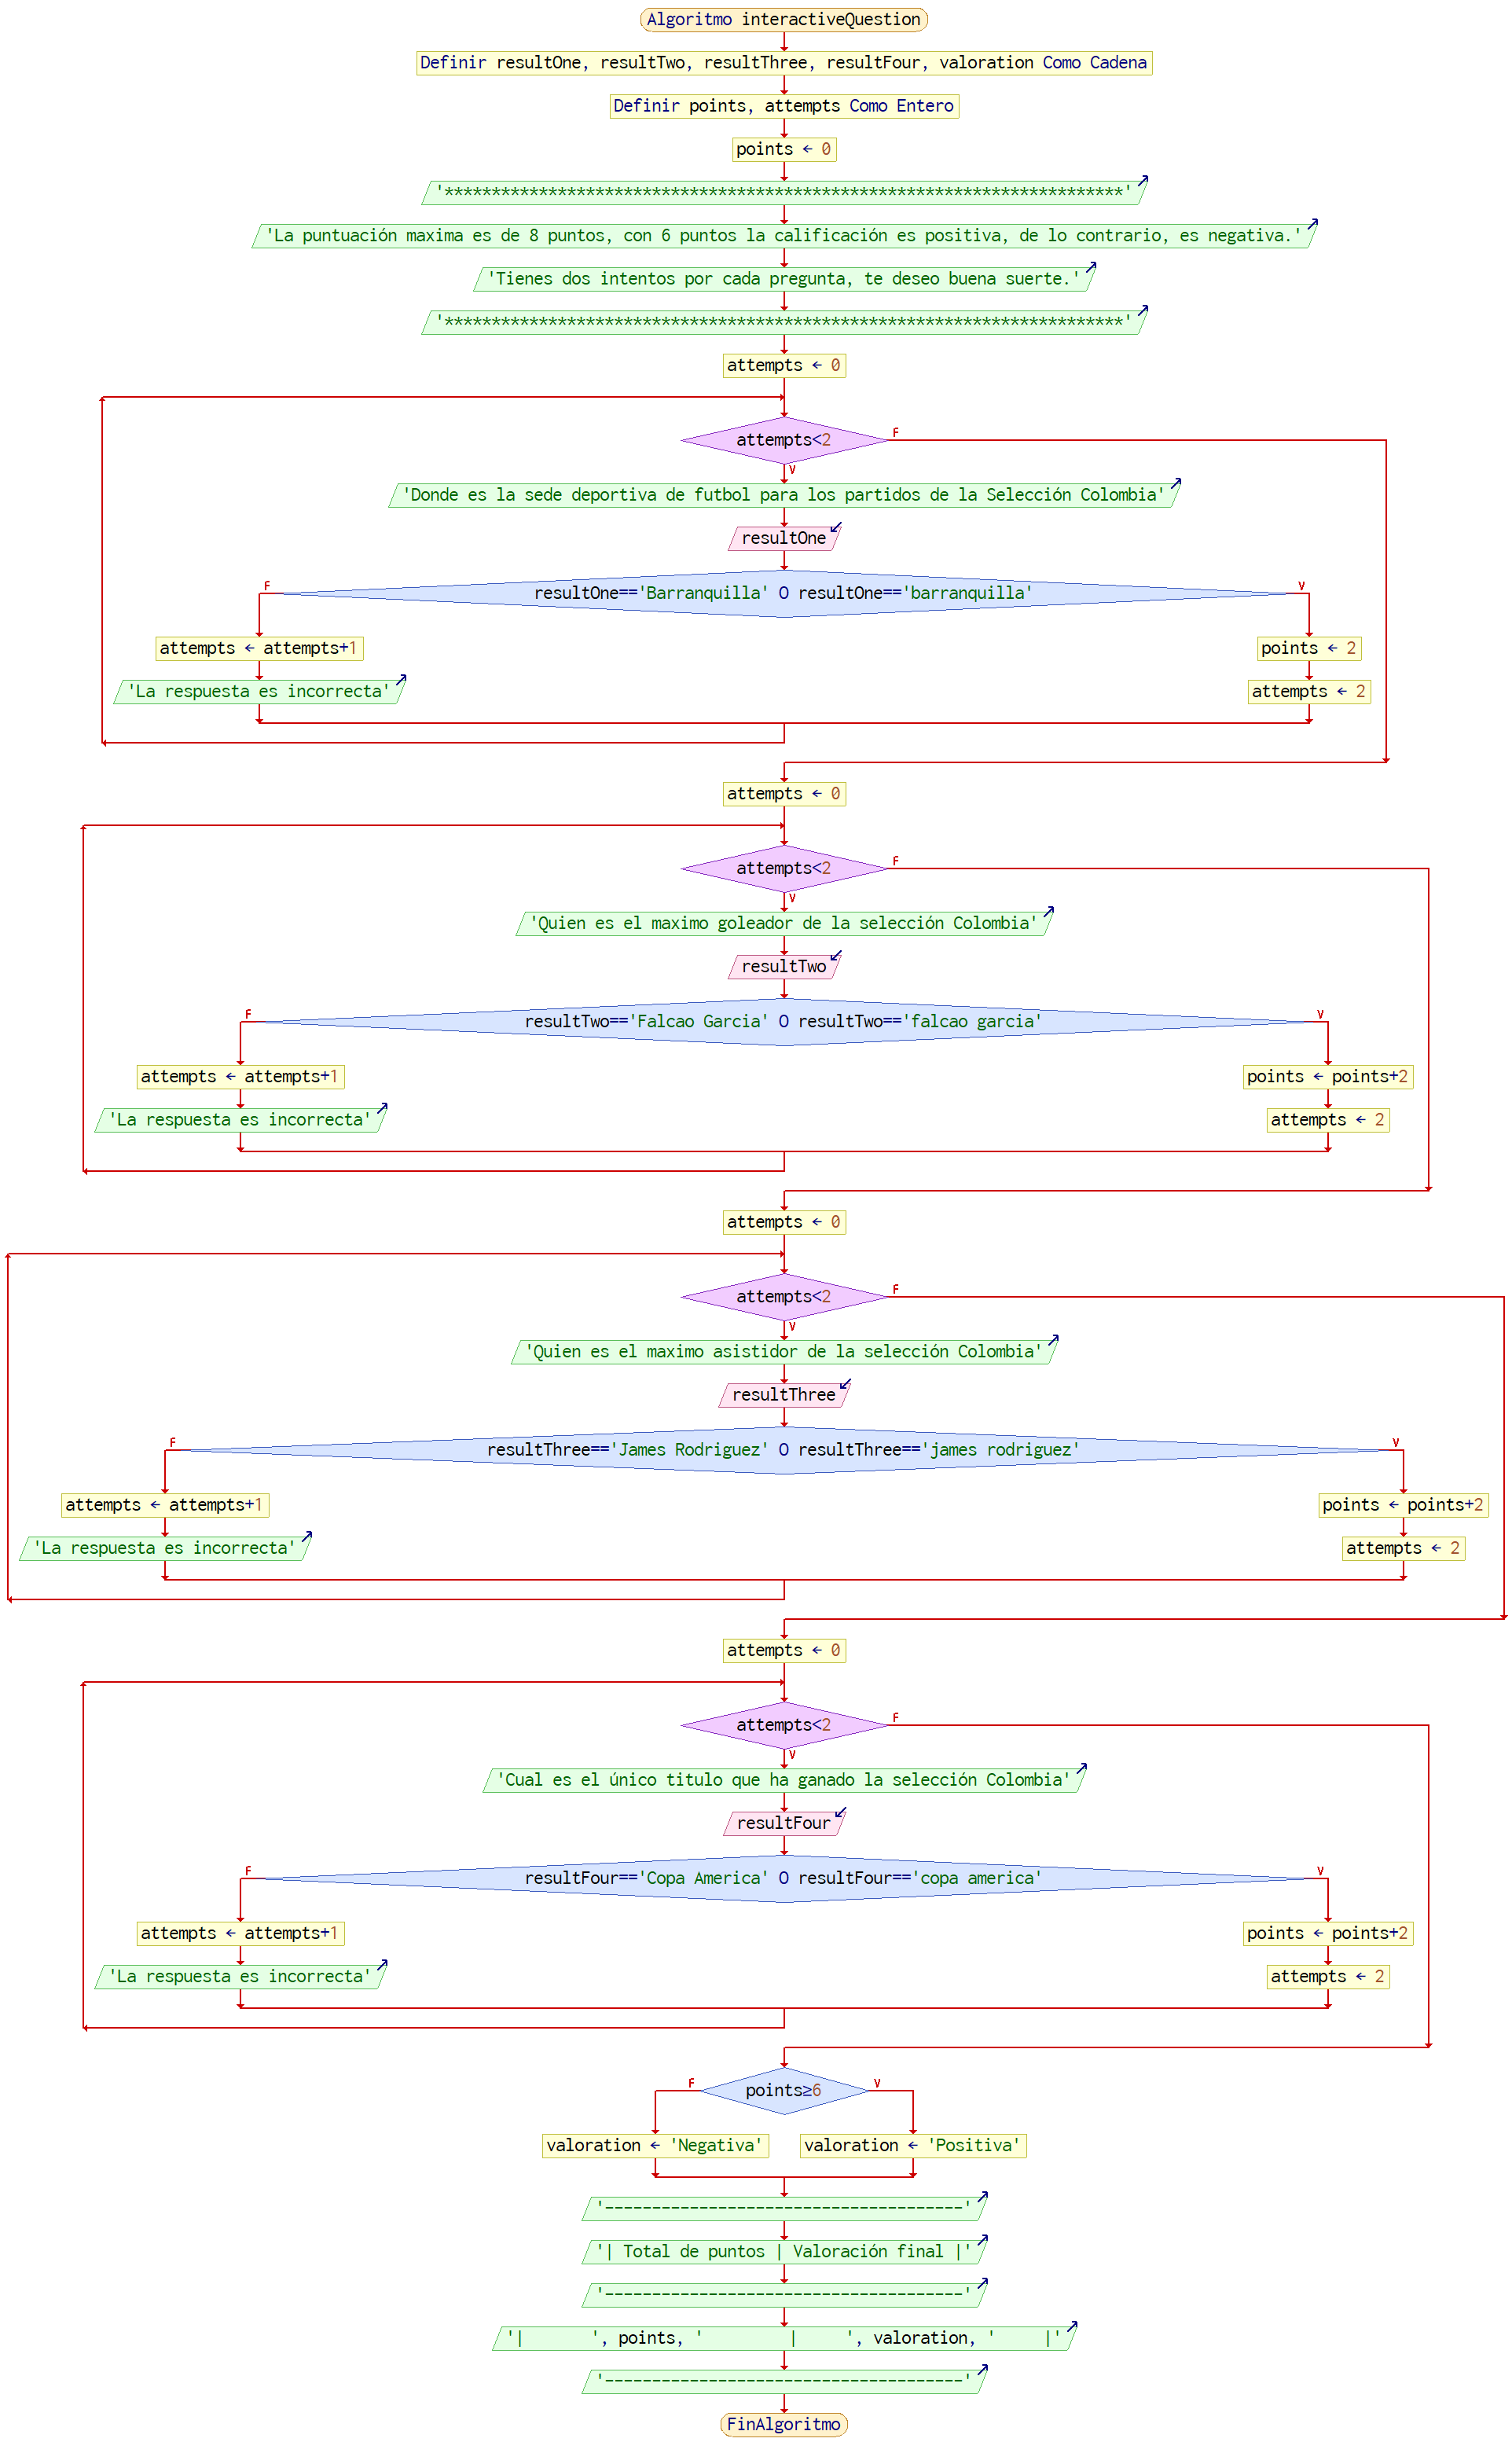 Algoritmo interactiveQuestion
Definir resultOne, resultTwo, resultThree, resultFour, valoration Como Cadena
Definir points, attempts Como Entero
points ← 0
'************************************************************************'
'La puntuación maxima es de 8 puntos, con 6 puntos la calificación es positiva, de lo contrario, es negativa.'
'Tienes dos intentos por cada pregunta, te deseo buena suerte.'
'************************************************************************'
attempts ← 0
attempts<2
F
V
'Donde es la sede deportiva de futbol para los partidos de la Selección Colombia'
resultOne
F
resultOne=='Barranquilla' O resultOne=='barranquilla'
V
attempts ← attempts+1
points ← 2
'La respuesta es incorrecta'
attempts ← 2
attempts ← 0
attempts<2
F
V
'Quien es el maximo goleador de la selección Colombia'
resultTwo
F
resultTwo=='Falcao Garcia' O resultTwo=='falcao garcia'
V
attempts ← attempts+1
points ← points+2
'La respuesta es incorrecta'
attempts ← 2
attempts ← 0
attempts<2
F
V
'Quien es el maximo asistidor de la selección Colombia'
resultThree
F
resultThree=='James Rodriguez' O resultThree=='james rodriguez'
V
attempts ← attempts+1
points ← points+2
'La respuesta es incorrecta'
attempts ← 2
attempts ← 0
attempts<2
F
V
'Cual es el único titulo que ha ganado la selección Colombia'
resultFour
F
resultFour=='Copa America' O resultFour=='copa america'
V
attempts ← attempts+1
points ← points+2
'La respuesta es incorrecta'
attempts ← 2
F
points≥6
V
valoration ← 'Negativa'
valoration ← 'Positiva'
'--------------------------------------'
'| Total de puntos | Valoración final |'
'--------------------------------------'
'|       ', points, '         |     ', valoration, '     |'
'--------------------------------------'
FinAlgoritmo